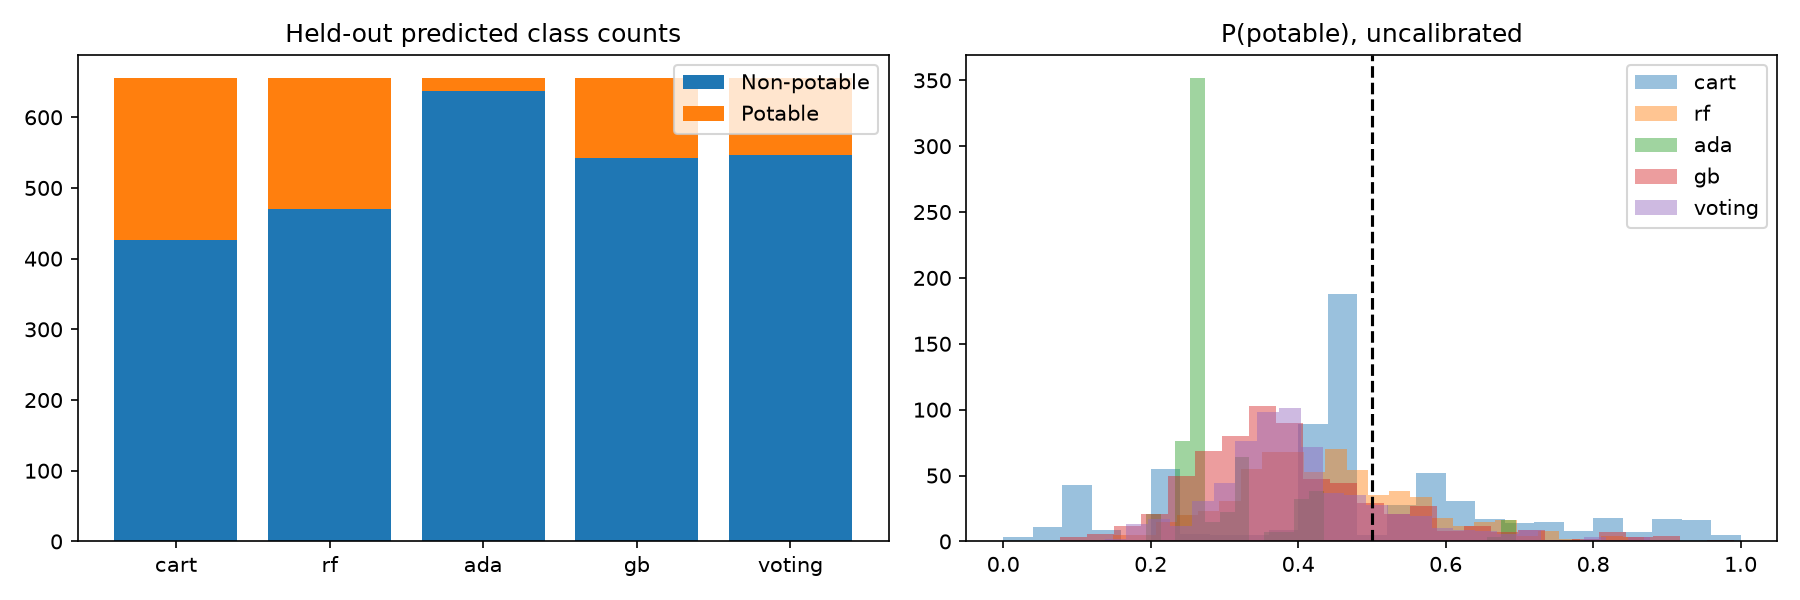 Held-out predicted class counts
Non-potable
Potable
600
500
400
300
200
100
0
cart rf ada gb voting
P(potable), uncalibrated
cart
rf
ada
gb
voting
350
300
250
200
150
100
50
0
0.0 0.2 0.4 0.6 0.8 1.0